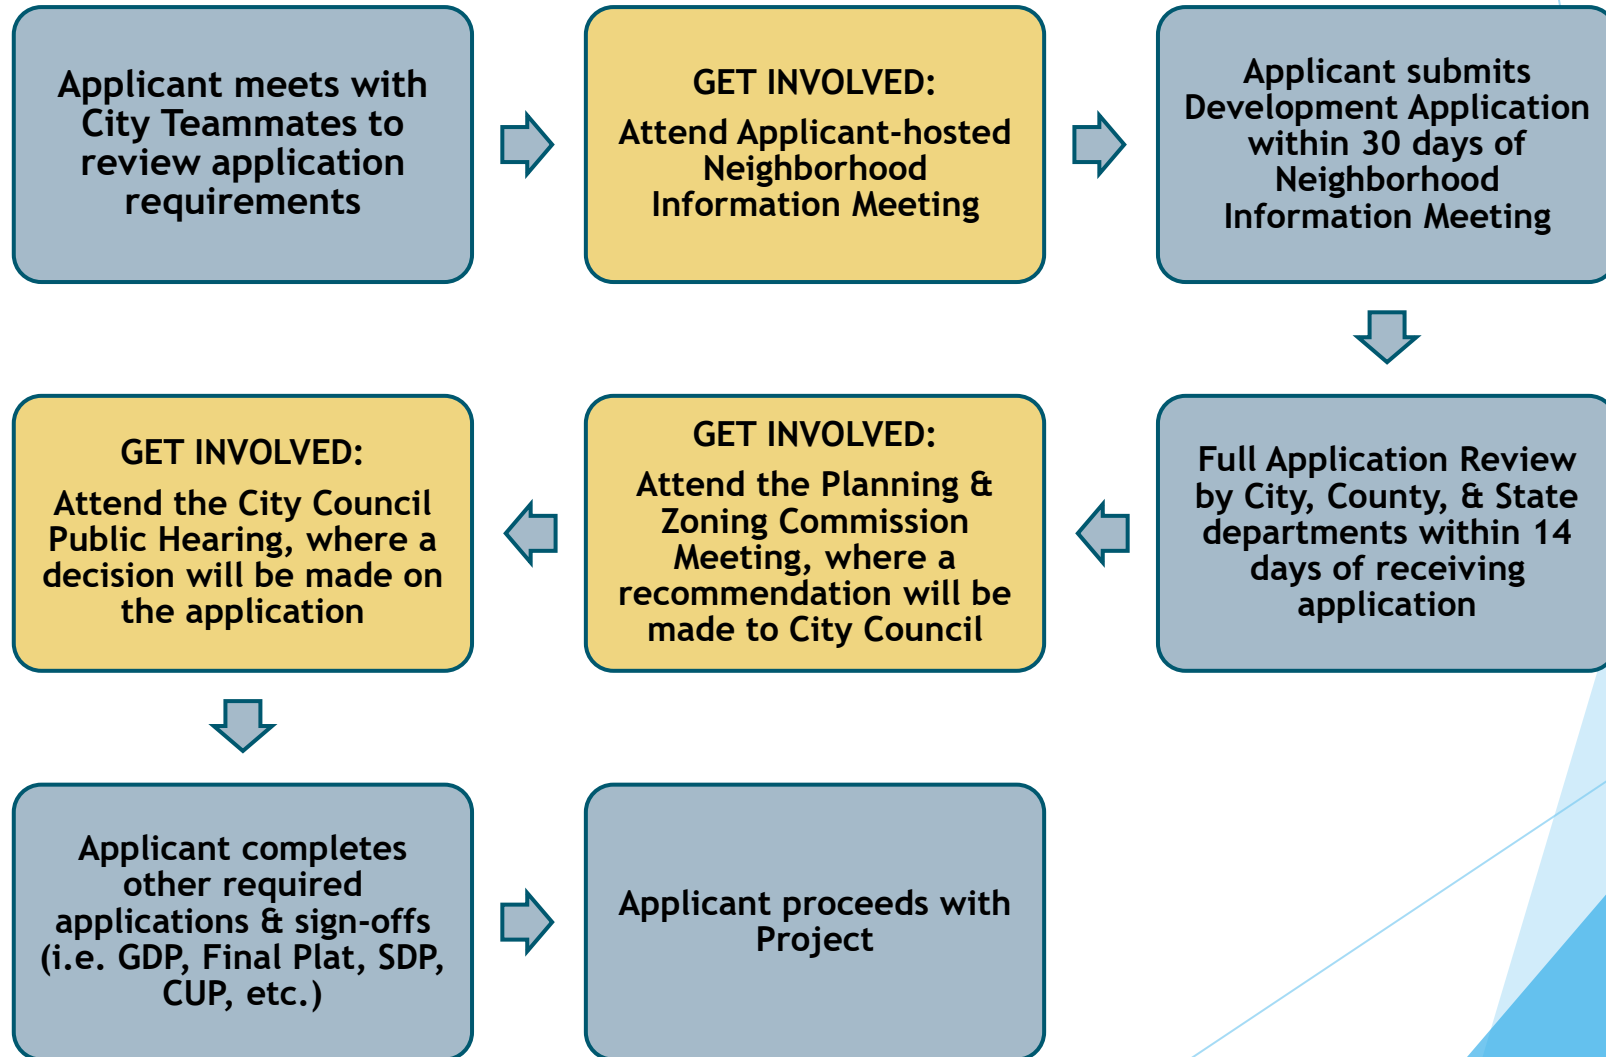 Applicant meets with
City Teammates to
review application
requirements
GET INVOLVED:
Attend Applicant-hosted
Neighborhood
Information Meeting
Applicant submits
Development Application
within 30 days of
Neighborhood
Information Meeting
Full Application Review
by City, County, & State
departments within 14
days of receiving
application
GET INVOLVED:
Attend the Planning &
Zoning Commission
Meeting, where a
recommendation will be
made to City Council
GET INVOLVED:
Attend the City Council
Public Hearing, where a
decision will be made on
the application
Applicant completes
other required
applications & sign-offs
(i.e. GDP, Final Plat, SDP,
CUP, etc.)
Applicant proceeds with
Project